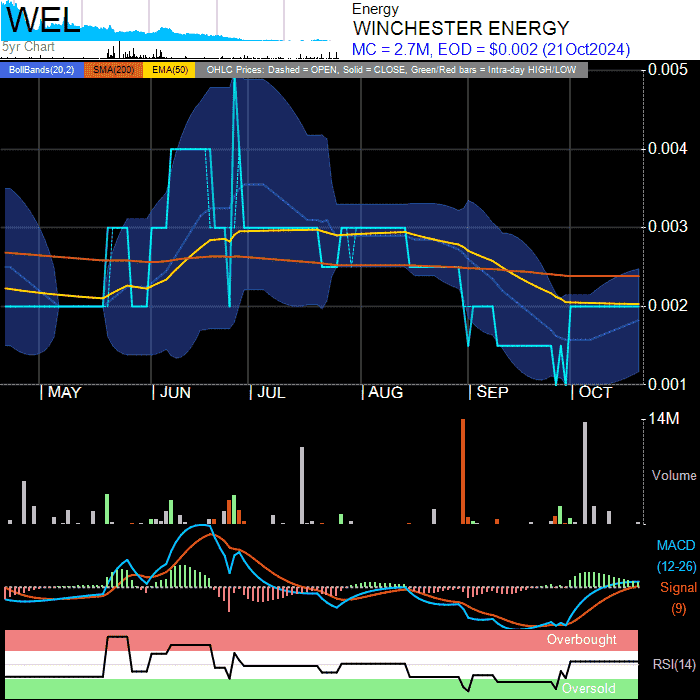 WEL
5yr Chart
Energy
WINCHESTER ENERGY
MC = 2.7M, EOD = $0.002 (21Oct2024)
BollBands(20,2) SMA(200) EMA(50) OHLC Prices: Dashed = OPEN, Solid = CLOSE, Green/Red bars = Intra-day HIGH/LOW
0.005
0.004
0.003
0.002
0.001
MAY JUN JUL AUG SEP OCT
14M
Volume
MACD
(12-26)
Signal
(9)
Overbought
RSI(14)
Oversold